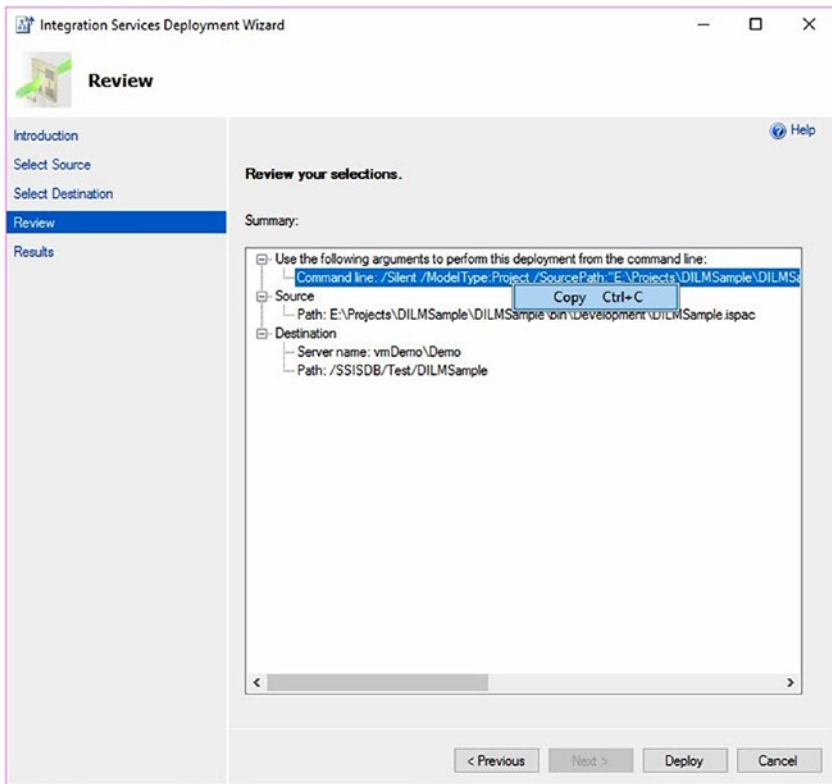 Integration Services Deployment Wizard
Review
Help
Introduction
Select Source
Select Destination
Review
Results
Review your selections.
Summary:
Use the following arguments to perform this deployment from the command line:
Command line: /Silent /ModelType:Project /SourcePath:"E:\Projects\DILMSample\DILMSa
Copy Ctrl+C
Source
Path: E:\Projects\DILMSample\DILMSample\bin\Development\DILMSample.ispac
Destination
Server name: vmDemo\Demo
Path: /SSISDB/Test/DILMSample
< Previous
Next >
Deploy
Cancel